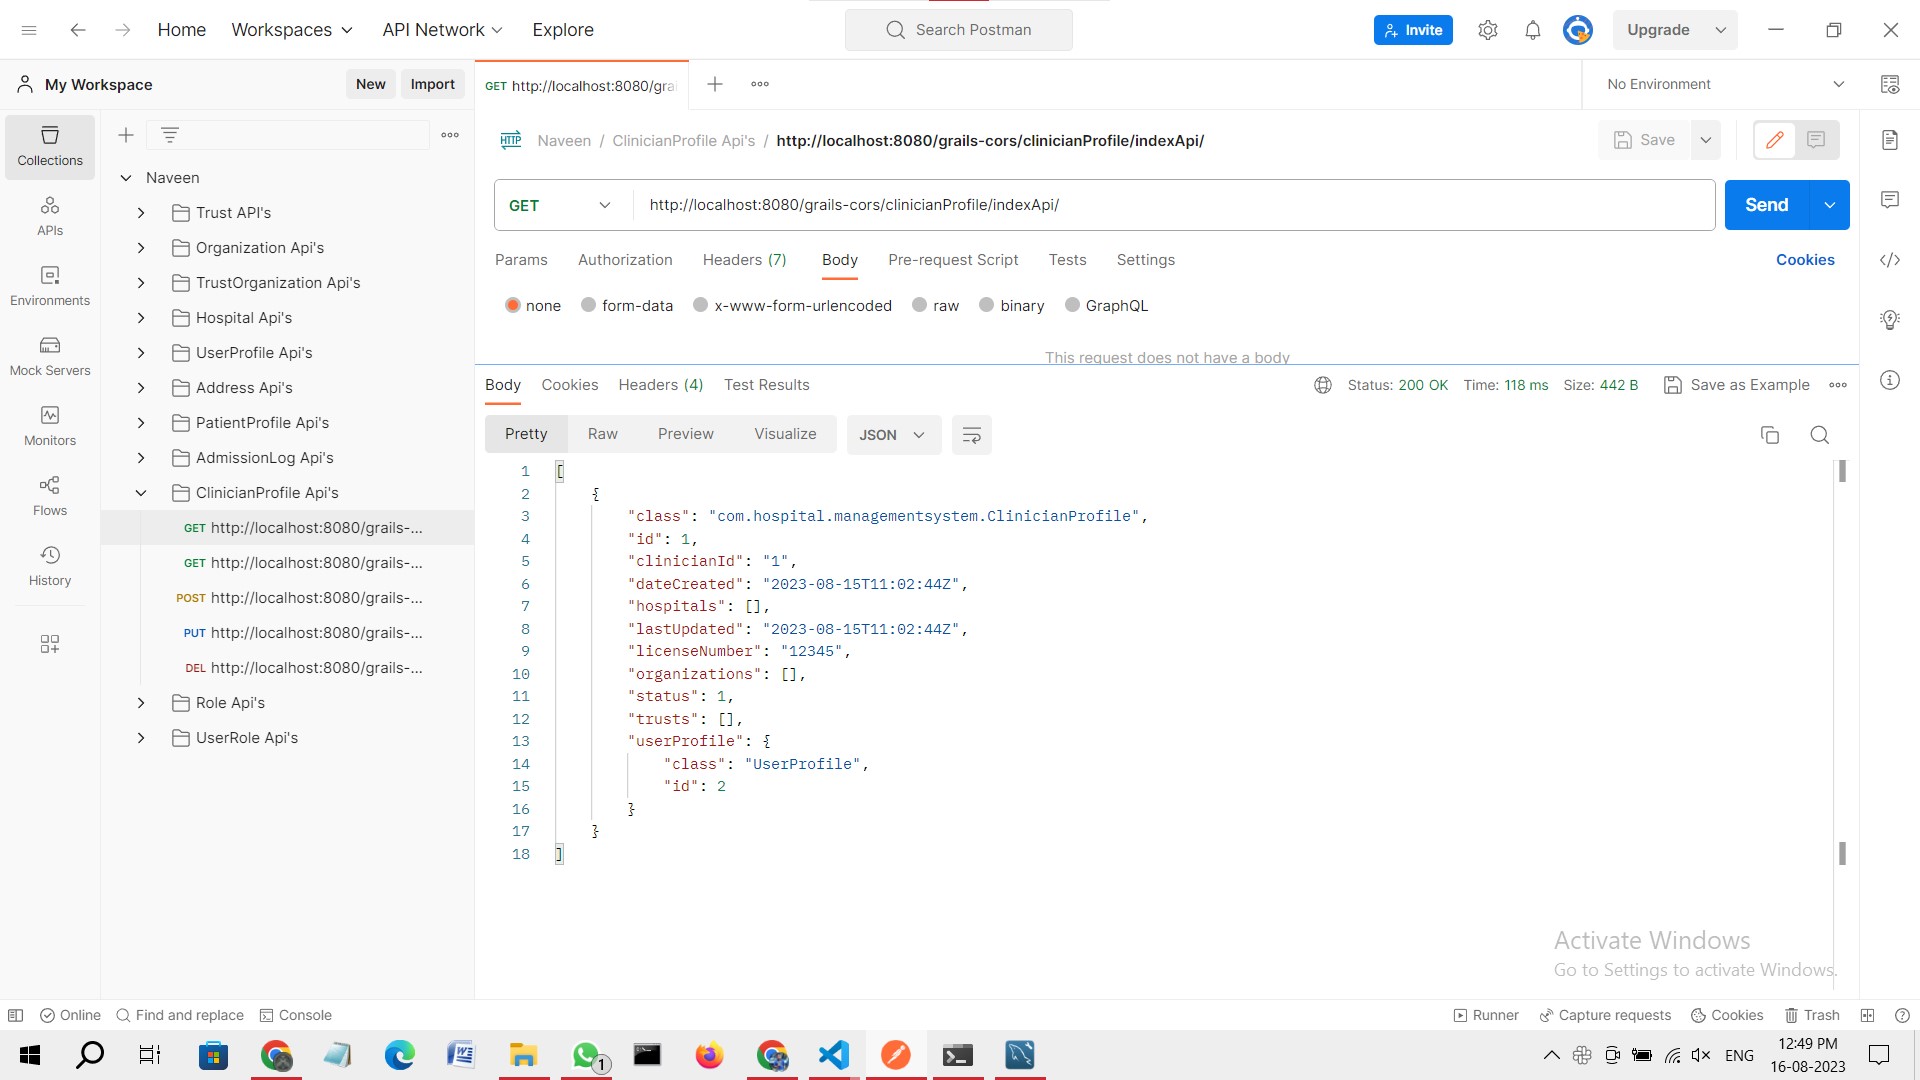 Home
Workspaces
API Network
Explore
Search Postman
Invite
Upgrade
My Workspace
New
Import
GET http://localhost:8080/gra
No Environment
Naveen / ClinicianProfile Api's / http://localhost:8080/grails-cors/clinicianProfile/indexApi/
Save
GET
http://localhost:8080/grails-cors/clinicianProfile/indexApi/
Send
Params
Authorization
Headers (7)
Body
Pre-request Script
Tests
Settings
Cookies
none
form-data
x-www-form-urlencoded
raw
binary
GraphQL
This request does not have a body
Collections
APIs
Environments
Mock Servers
Monitors
Flows
History
Naveen
Trust API's
Organization Api's
TrustOrganization Api's
Hospital Api's
UserProfile Api's
Address Api's
PatientProfile Api's
AdmissionLog Api's
ClinicianProfile Api's
GET http://localhost:8080/grails-...
GET http://localhost:8080/grails-...
POST http://localhost:8080/grails-...
PUT http://localhost:8080/grails-...
DEL http://localhost:8080/grails-...
Role Api's
UserRole Api's
Body
Cookies
Headers (4)
Test Results
Status: 200 OK
Time: 118 ms
Size: 442 B
Save as Example
Pretty
Raw
Preview
Visualize
JSON
1 [
2 {
3 "class": "com.hospital.managementsystem.ClinicianProfile",
4 "id": 1,
5 "clinicianId": "1",
6 "dateCreated": "2023-08-15T11:02:44Z",
7 "hospitals": [],
8 "lastUpdated": "2023-08-15T11:02:44Z",
9 "licenseNumber": "12345",
10 "organizations": [],
11 "status": 1,
12 "trusts": [],
13 "userProfile": {
14 "class": "UserProfile",
15 "id": 2
16 }
17 }
18 ]
Activate Windows
Go to Settings to activate Windows.
Online
Find and replace
Console
Runner
Capture requests
Cookies
Trash
1
ENG
12:49 PM
16-08-2023